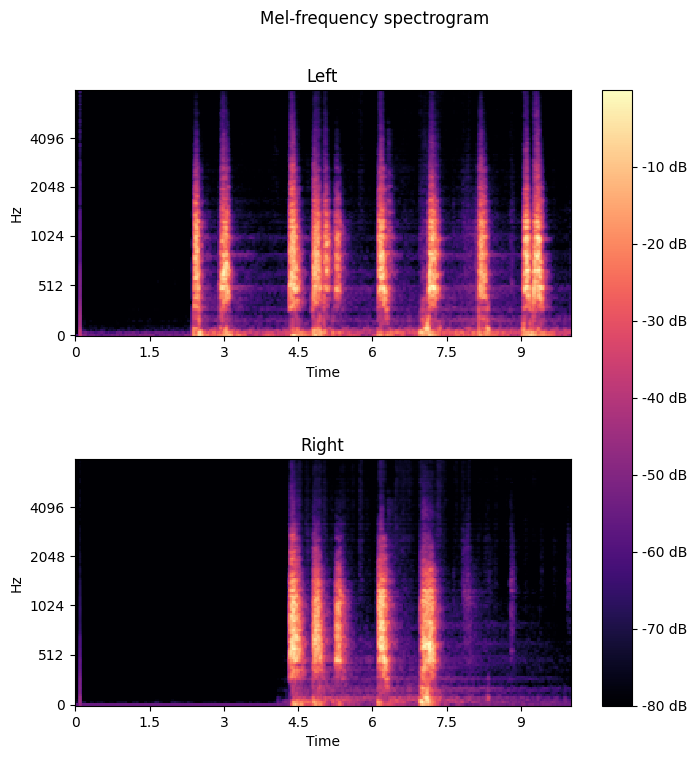 Mel-frequency spectrogram
Left
4096
2048
1024
512
0
Hz
0 1.5 3 4.5 6 7.5 9
Time
Right
4096
2048
1024
512
0
Hz
0 1.5 3 4.5 6 7.5 9
Time
-10 dB
-20 dB
-30 dB
-40 dB
-50 dB
-60 dB
-70 dB
-80 dB